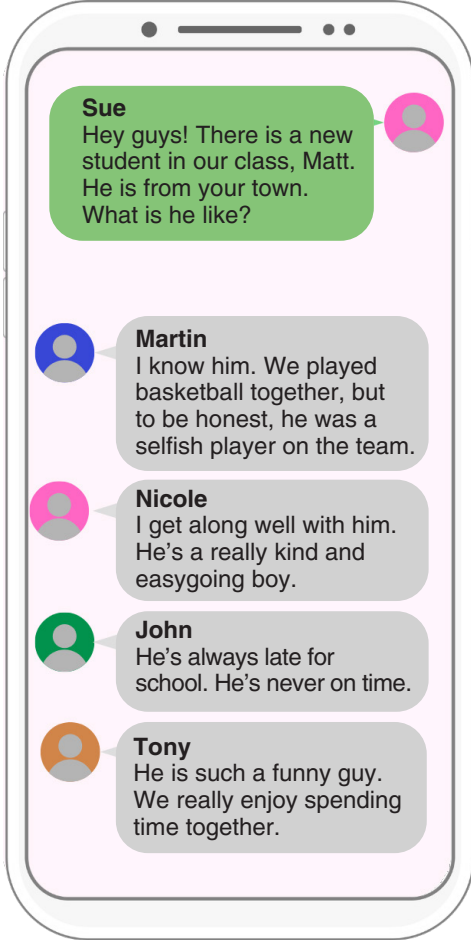 Sue
Hey guys! There is a new
student in our class, Matt.
He is from your town.
What is he like?
Martin
I know him. We played
basketball together, but
to be honest, he was a
selfish player on the team.
Nicole
I get along well with him.
He’s a really kind and
easygoing boy.
John
He’s always late for
school. He’s never on time.
Tony
He is such a funny guy.
We really enjoy spending
time together.